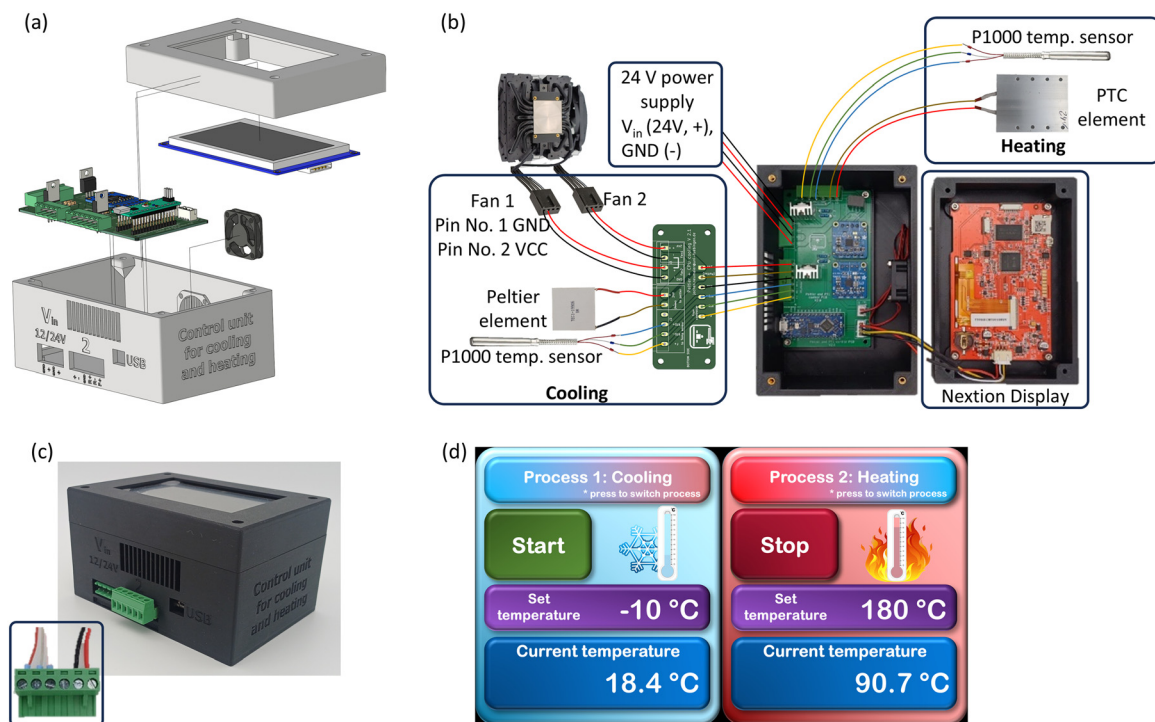 (a)
Vin
12/24V
2
USB
Control unit
for cooling
and heating
(b)
24 V power
supply
Vin (24V, +),
GND (-)
P1000 temp. sensor
PTC
element
Heating
Fan 1
Fan 2
Pin No. 1 GND
Pin No. 2 VCC
Peltier
element
P1000 temp. sensor
Cooling
Nextion Display
(c)
Vin
12/24V
USB
Control unit
for cooling
and heating
(d)
Process 1: Cooling
* press to switch process
Start
Set
temperature
-10 °C
Current temperature
18.4 °C
Process 2: Heating
* press to switch process
Stop
Set
temperature
180 °C
Current temperature
90.7 °C